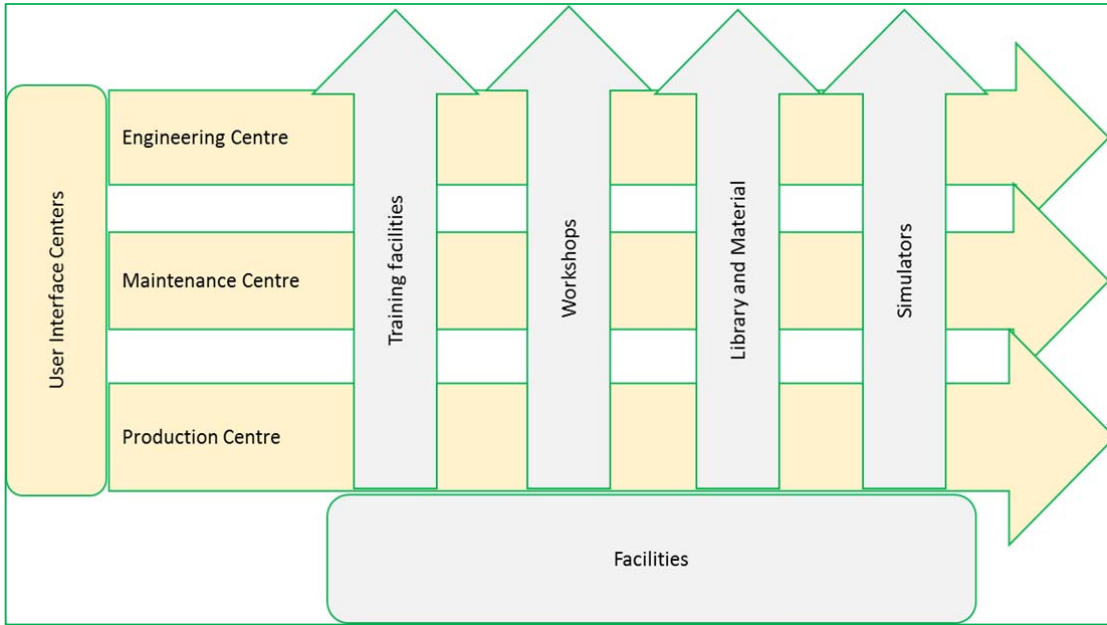 User Interface Centers
Engineering Centre
Maintenance Centre
Production Centre
Training facilities
Workshops
Library and Material
Simulators
Facilities